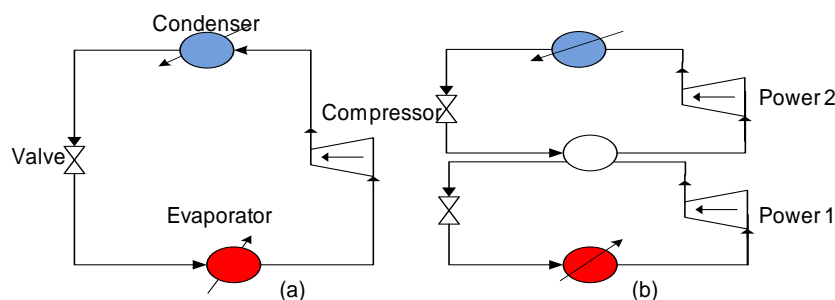 Condenser
Compressor
Valve
Evaporator
(a)
Power 2
Power 1
(b)